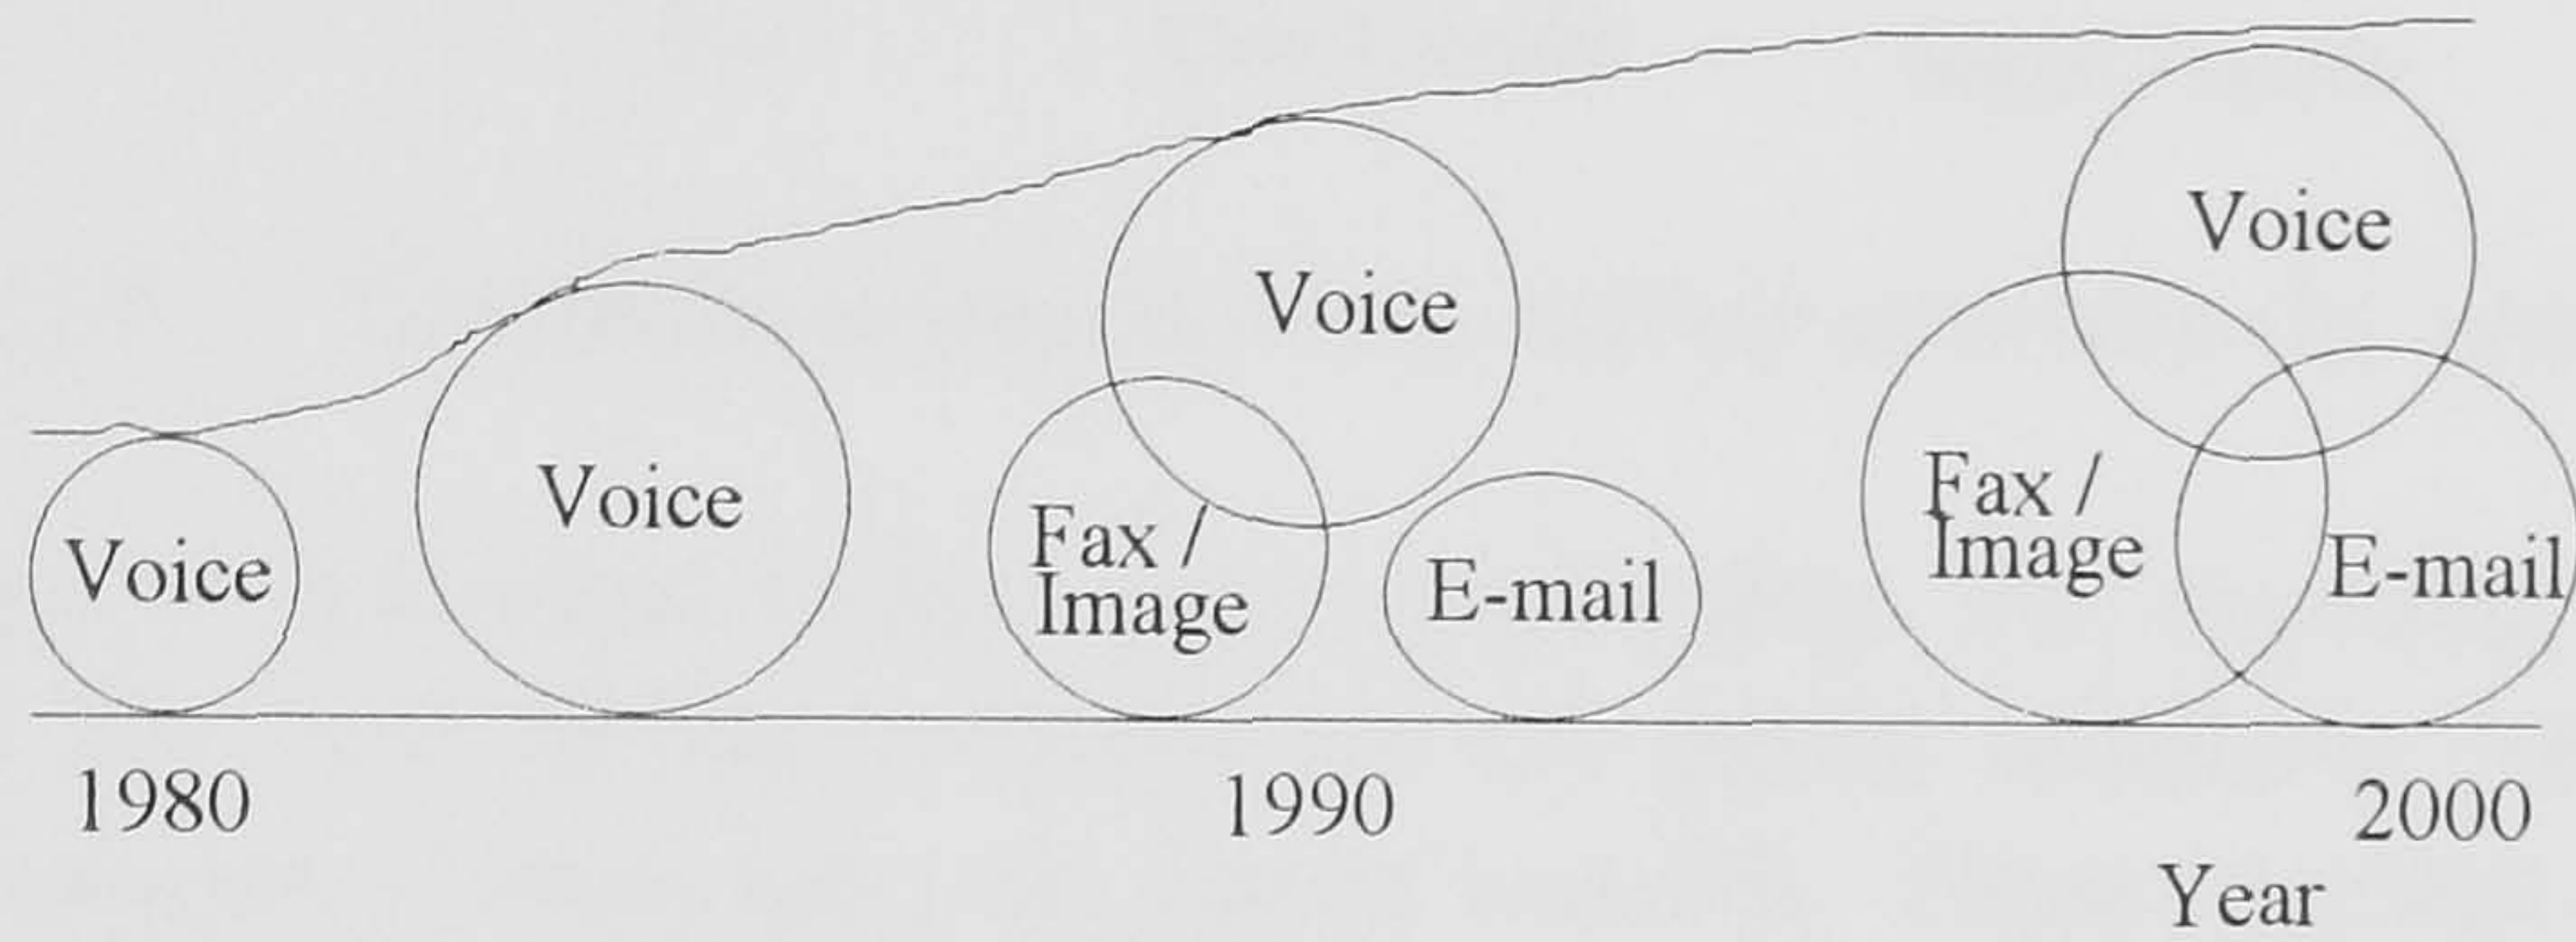 Voice
Voice
Voice
Fax /
Image
E-mail
Voice
Fax /
Image
E-mail
1980
1990
2000
Year